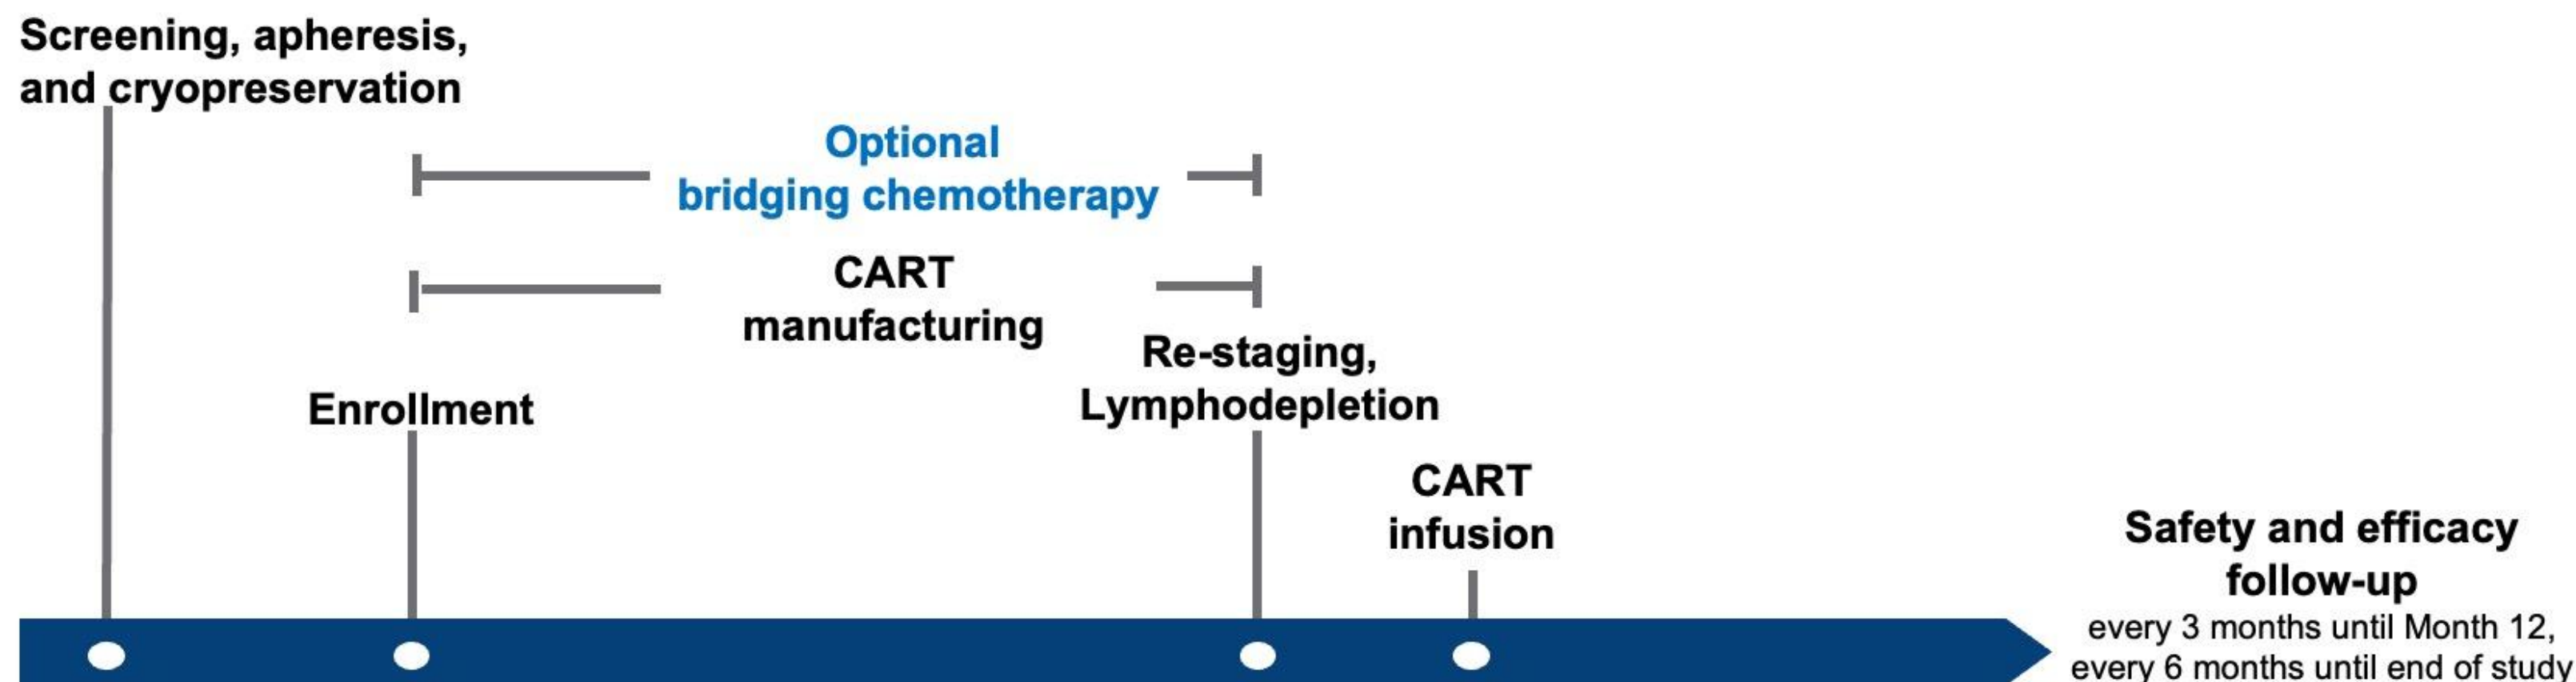 Screening, apheresis,
and cryopreservation
Optional
bridging chemotherapy
CART
manufacturing
Re-staging,
Lymphodepletion
Enrollment
CART
infusion
Safety and efficacy
follow-up
every 3 months until Month 12,
every 6 months until end of study